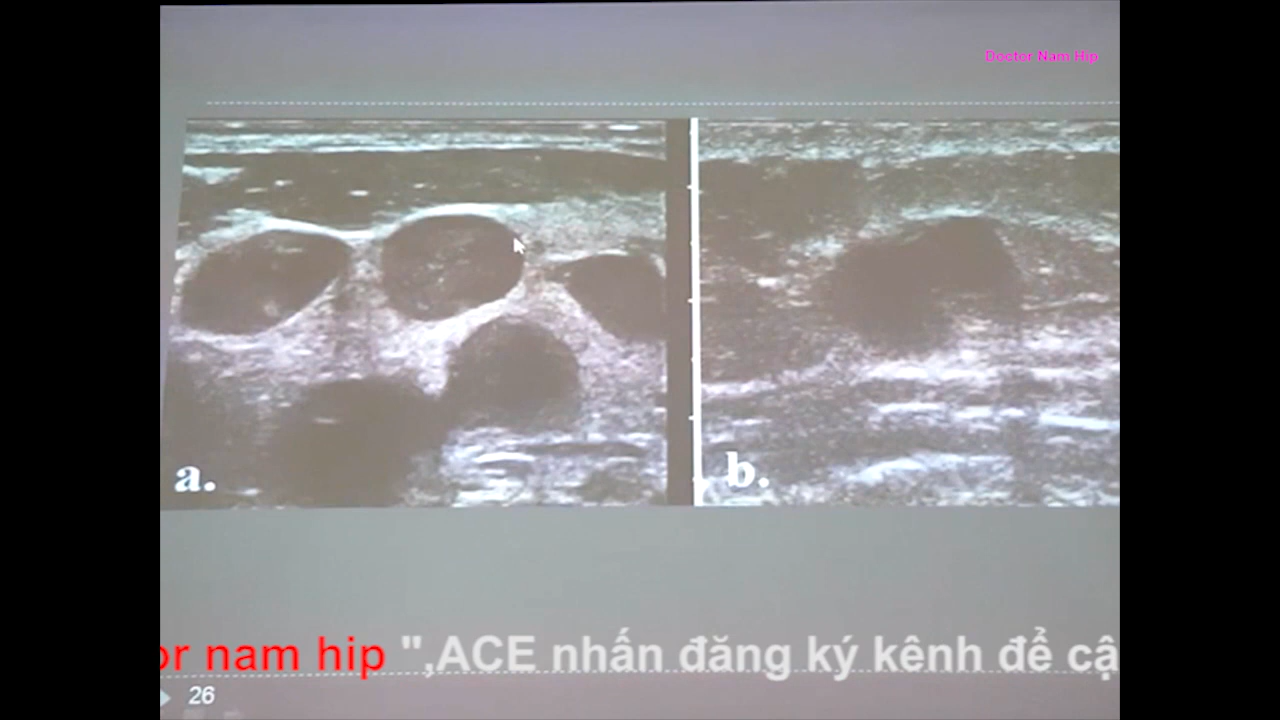 Doctor Nam Hip
a.
b.
or nam hip ",ACE nhấn đăng ký kênh để cậ
26